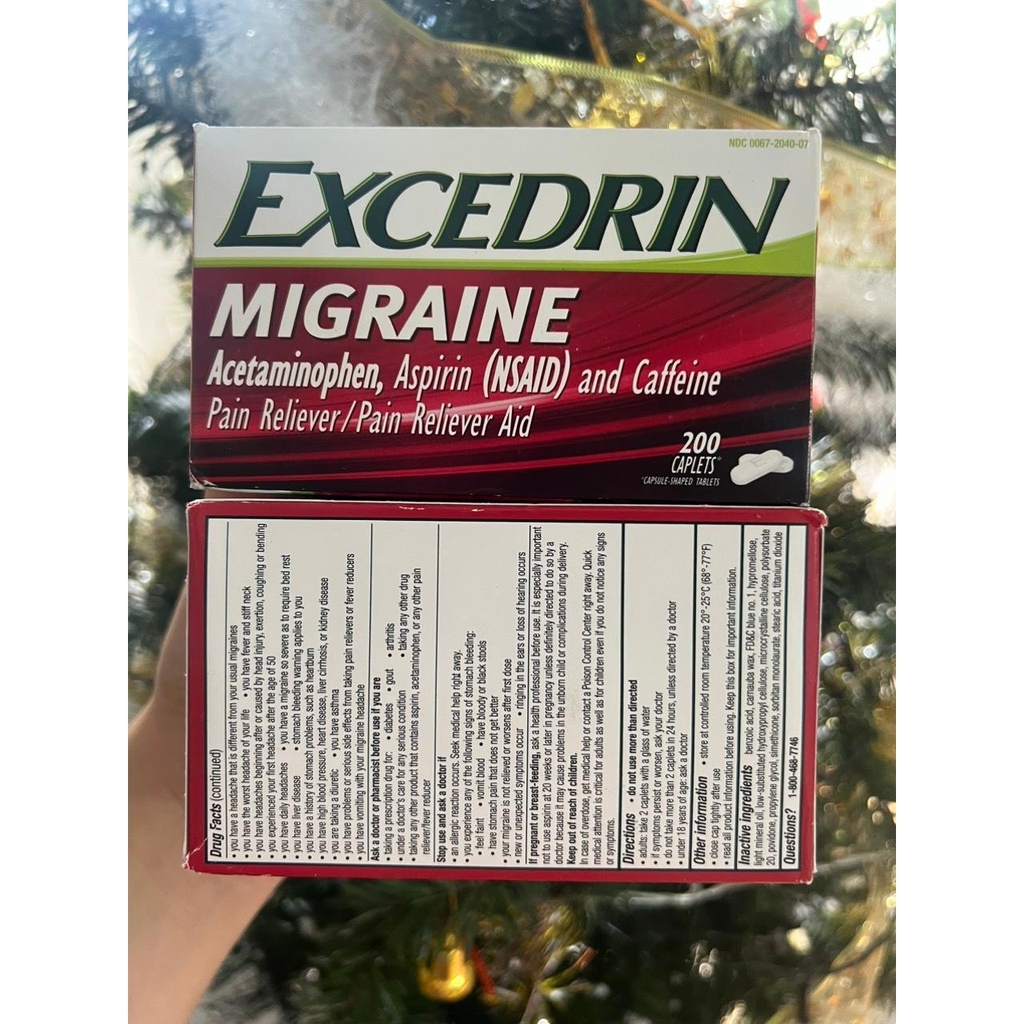 NDC 0067-2040-07
EXCEDRIN
MIGRAINE
Acetaminophen, Aspirin (NSAID) and Caffeine
Pain Reliever/Pain Reliever Aid
200
CAPLETS*
*CAPSULE-SHAPED TABLETS
Drug Facts (continued)
• you have a headache that is different from your usual migraines
• you have the worst headache of your life • you have fever and stiff neck
• you have headaches beginning after or caused by head injury, exertion, coughing or bending
• you experienced your first headache after the age of 50
• you have daily headaches • you have a migraine so severe as to require bed rest
• you have liver disease • stomach bleeding warning applies to you
• you have a history of stomach problems, such as heartburn
• you have high blood pressure, heart disease, liver cirrhosis, or kidney disease
• you are taking a diuretic • you have asthma
• you have problems or serious side effects from taking pain relievers or fever reducers
• you have vomiting with your migraine headache
Ask a doctor or pharmacist before use if you are
• taking a prescription drug for: • diabetes • gout • arthritis
• under a doctor's care for any serious condition • taking any other drug
• taking any other product that contains aspirin, acetaminophen, or any other pain
reliever/fever reducer
Stop use and ask a doctor if
• an allergic reaction occurs. Seek medical help right away.
• you experience any of the following signs of stomach bleeding:
• feel faint • vomit blood • have bloody or black stools
• have stomach pain that does not get better
• your migraine is not relieved or worsens after first dose
• new or unexpected symptoms occur • ringing in the ears or loss of hearing occurs
If pregnant or breast-feeding, ask a health professional before use. It is especially important
not to use aspirin at 20 weeks or later in pregnancy unless definitely directed to do so by a
doctor because it may cause problems in the unborn child or complications during delivery.
Keep out of reach of children.
In case of overdose, get medical help or contact a Poison Control Center right away. Quick
medical attention is critical for adults as well as for children even if you do not notice any signs
or symptoms.
Directions • do not use more than directed
• adults: take 2 caplets with a glass of water
• if symptoms persist or worsen, ask your doctor
• do not take more than 2 caplets in 24 hours, unless directed by a doctor
• under 18 years of age: ask a doctor
Other information • store at controlled room temperature 20°-25°C (68°-77°F)
• close cap tightly after use
• read all product information before using. Keep this box for important information.
Inactive ingredients benzoic acid, carnauba wax, FD&C blue no. 1, hypromellose,
light mineral oil, low-substituted hydroxypropyl cellulose, microcrystalline cellulose, polysorbate
20, povidone, propylene glycol, simethicone, sorbitan monolaurate, stearic acid, titanium dioxide
Questions? 1-800-468-7746